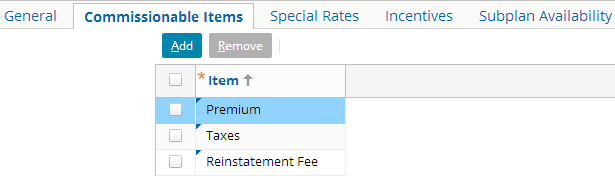 General Commissionable Items Special Rates Incentives Subplan Availability
Add Remove
* Item ↑
Premium
Taxes
Reinstatement Fee